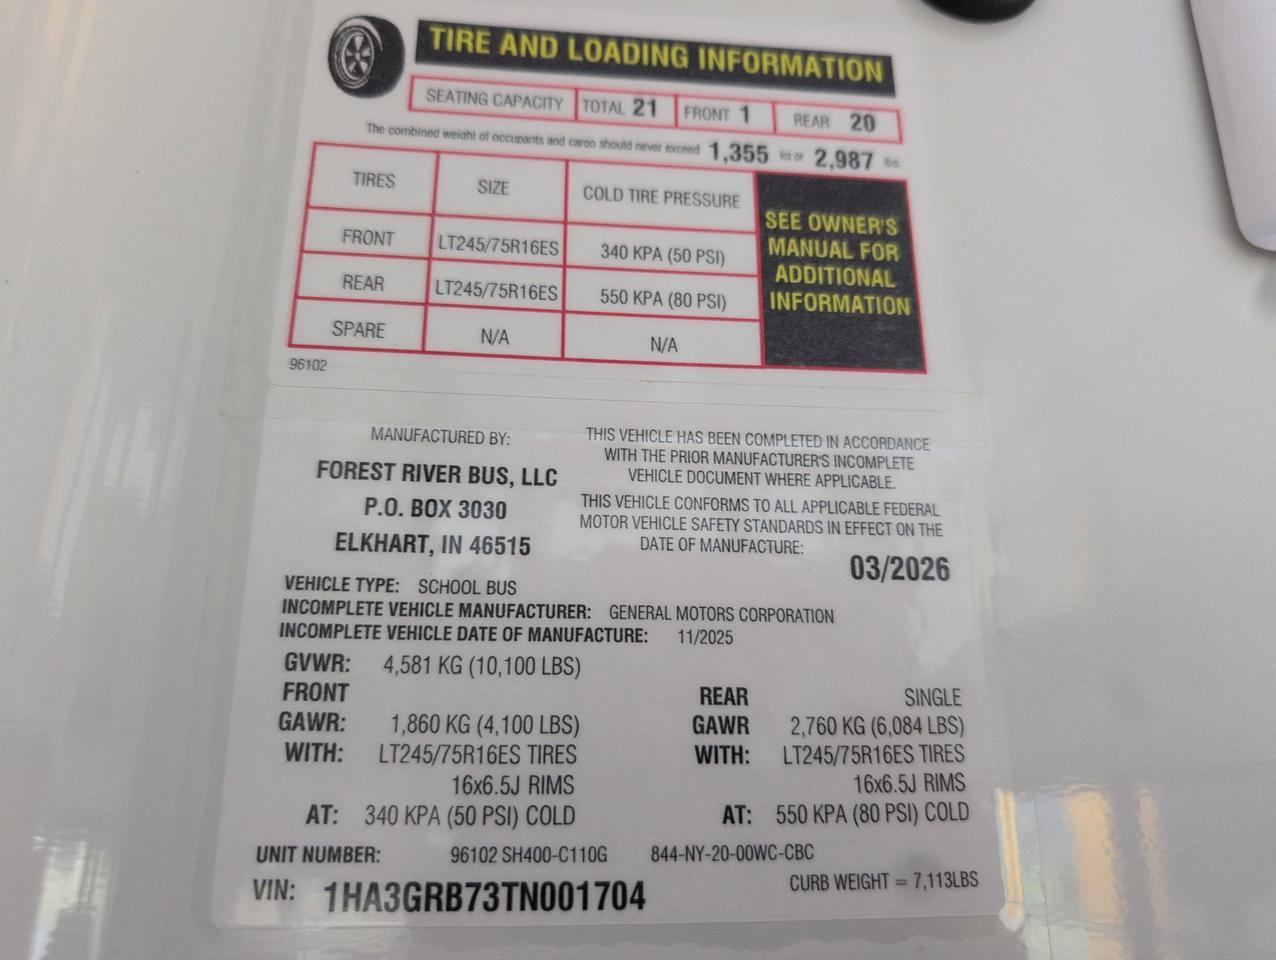 TIRE AND LOADING INFORMATION
SEATING CAPACITY TOTAL 21 FRONT 1 REAR 20
The combined weight of occupants and cargo should never exceed 1,355 kg or 2,987 lbs.
TIRES SIZE COLD TIRE PRESSURE
FRONT LT245/75R16ES 340 KPA (50 PSI)
REAR LT245/75R16ES 550 KPA (80 PSI)
SPARE N/A N/A
SEE OWNER'S
MANUAL FOR
ADDITIONAL
INFORMATION
96102
MANUFACTURED BY:
FOREST RIVER BUS, LLC
P.O. BOX 3030
ELKHART, IN 46515
THIS VEHICLE HAS BEEN COMPLETED IN ACCORDANCE
WITH THE PRIOR MANUFACTURER'S INCOMPLETE
VEHICLE DOCUMENT WHERE APPLICABLE.
THIS VEHICLE CONFORMS TO ALL APPLICABLE FEDERAL
MOTOR VEHICLE SAFETY STANDARDS IN EFFECT ON THE
DATE OF MANUFACTURE:
03/2026
VEHICLE TYPE: SCHOOL BUS
INCOMPLETE VEHICLE MANUFACTURER: GENERAL MOTORS CORPORATION
INCOMPLETE VEHICLE DATE OF MANUFACTURE: 11/2025
GVWR: 4,581 KG (10,100 LBS)
FRONT REAR SINGLE
GAWR: 1,860 KG (4,100 LBS) GAWR 2,760 KG (6,084 LBS)
WITH: LT245/75R16ES TIRES WITH: LT245/75R16ES TIRES
16x6.5J RIMS 16x6.5J RIMS
AT: 340 KPA (50 PSI) COLD AT: 550 KPA (80 PSI) COLD
UNIT NUMBER: 96102 SH400-C110G 844-NY-20-00WC-CBC
VIN: 1HA3GRB73TN001704 CURB WEIGHT = 7,113LBS